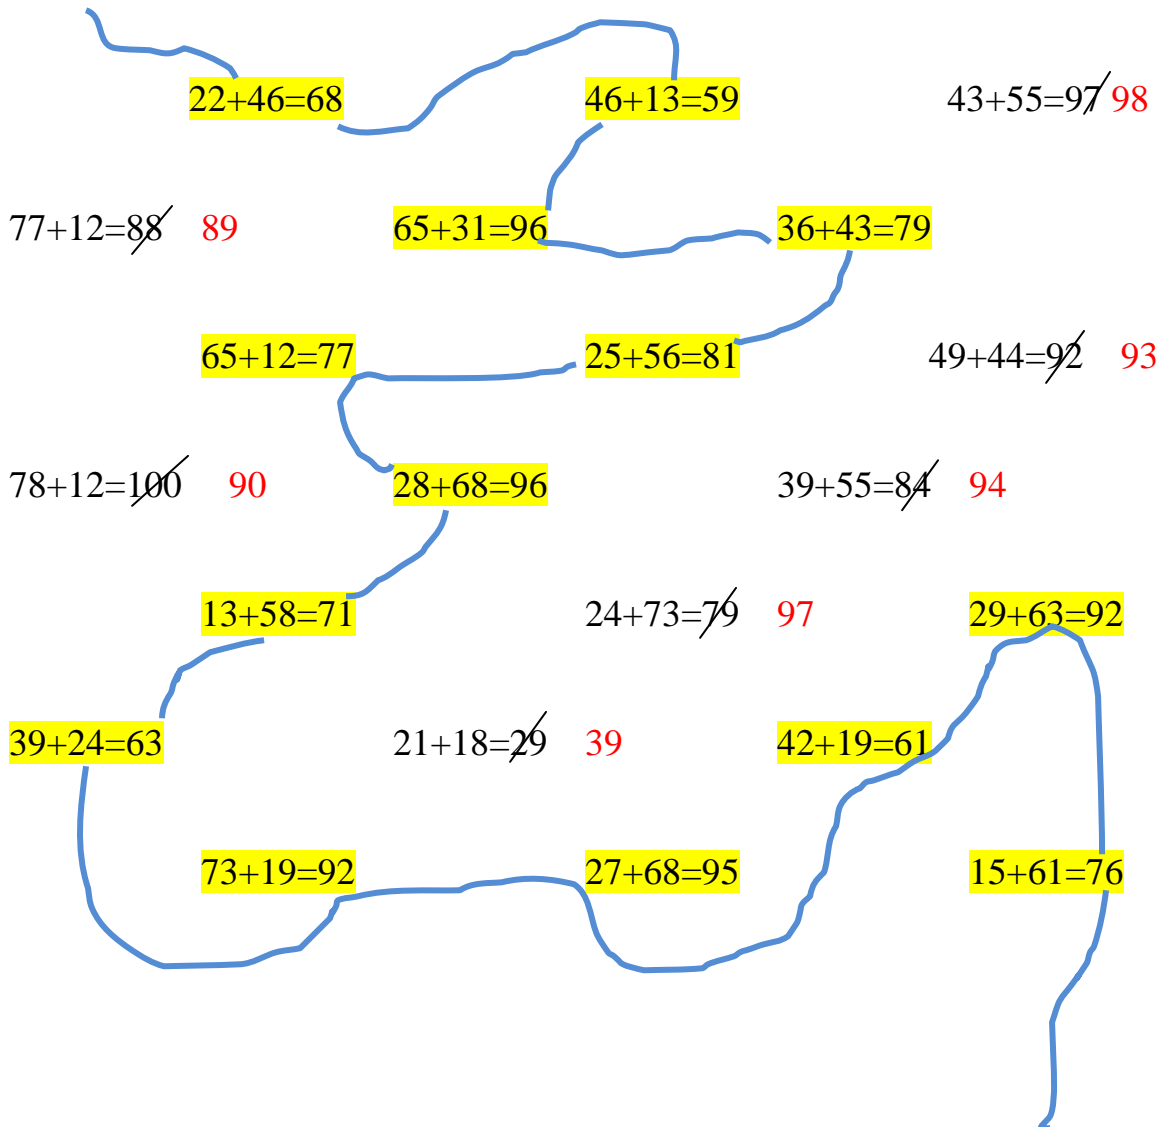 22+46=68 46+13=59 43+55=97 98
77+12=88 89 65+31=96 36+43=79
65+12=77 25+56=81 49+44=92 93
78+12=100 90 28+68=96 39+55=84 94
13+58=71 24+73=79 97 29+63=92
39+24=63 21+18=29 39 42+19=61
73+19=92 27+68=95 15+61=76